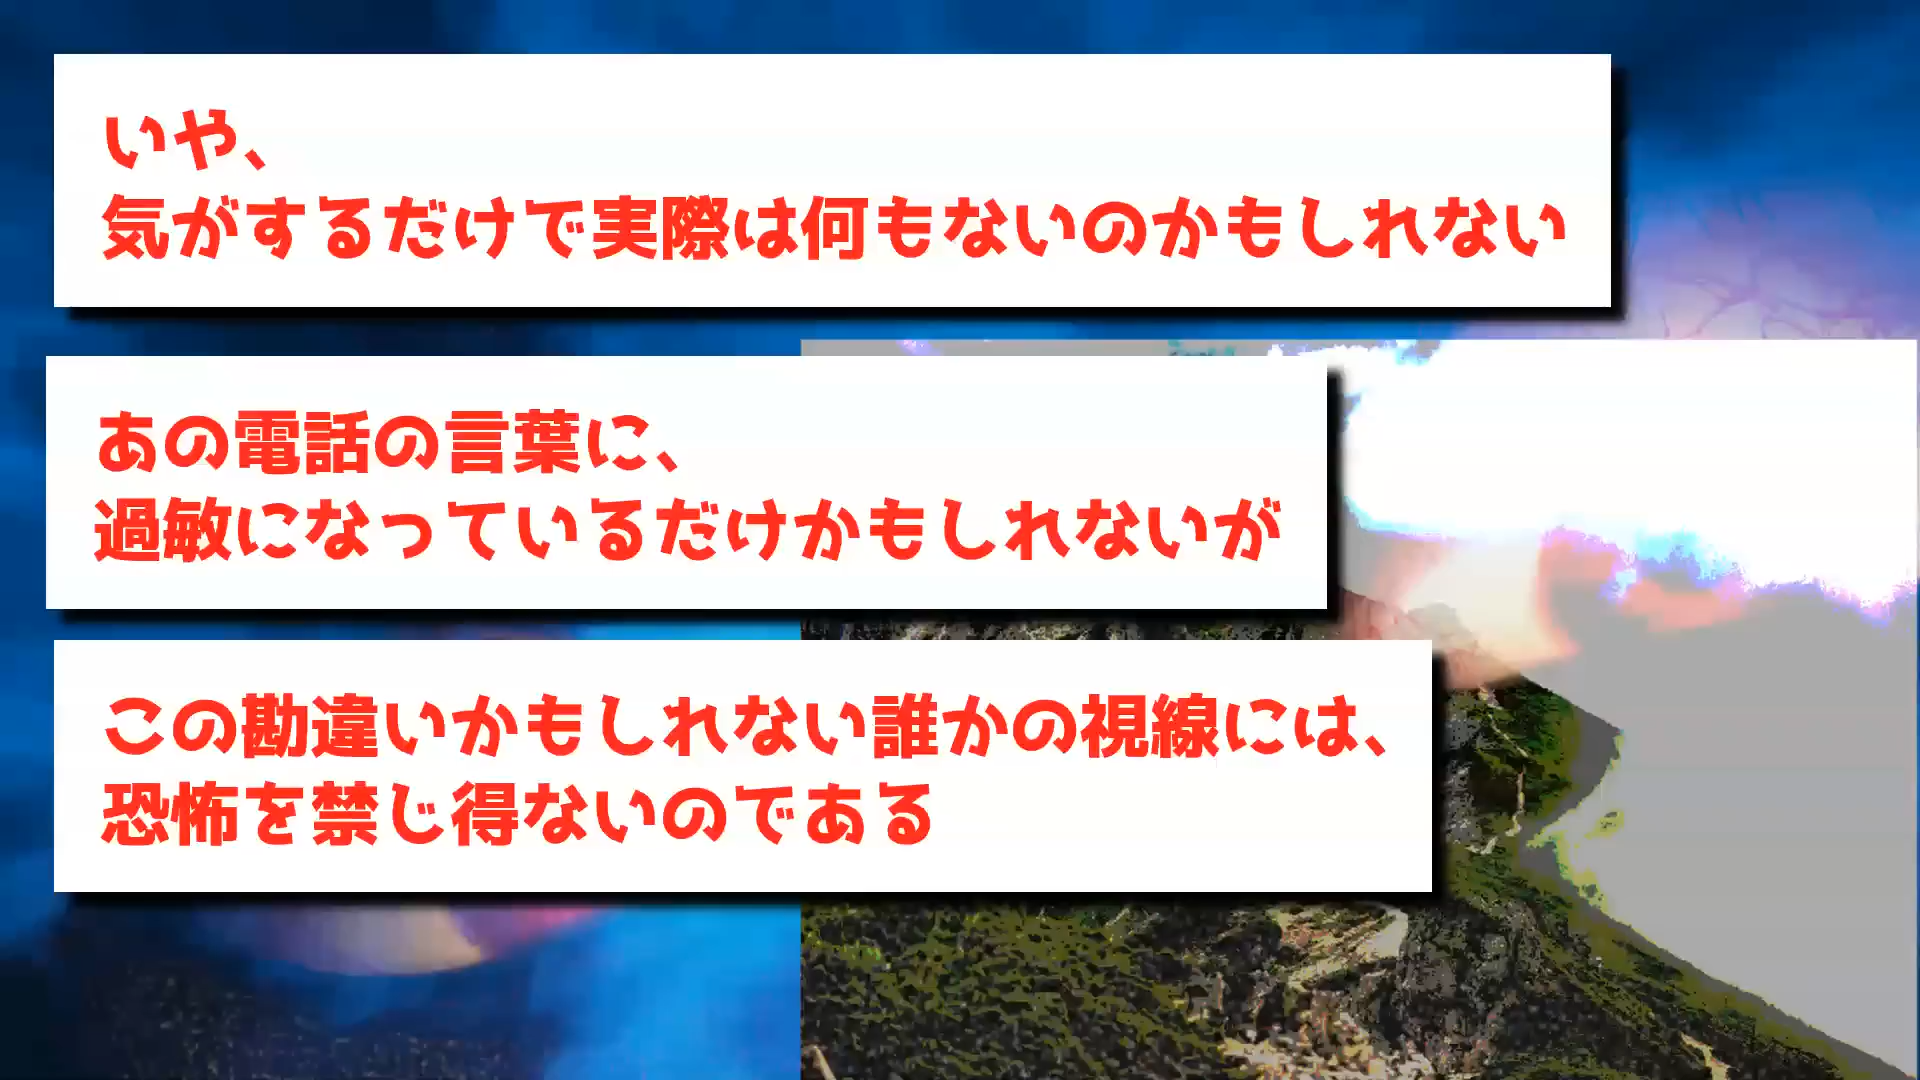 いや、
気がするだけで実際は何もないのかもしれない
あの電話の言葉に、
過敏になっているだけかもしれないが
この勘違いかもしれない誰かの視線には、
恐怖を禁じ得ないのである